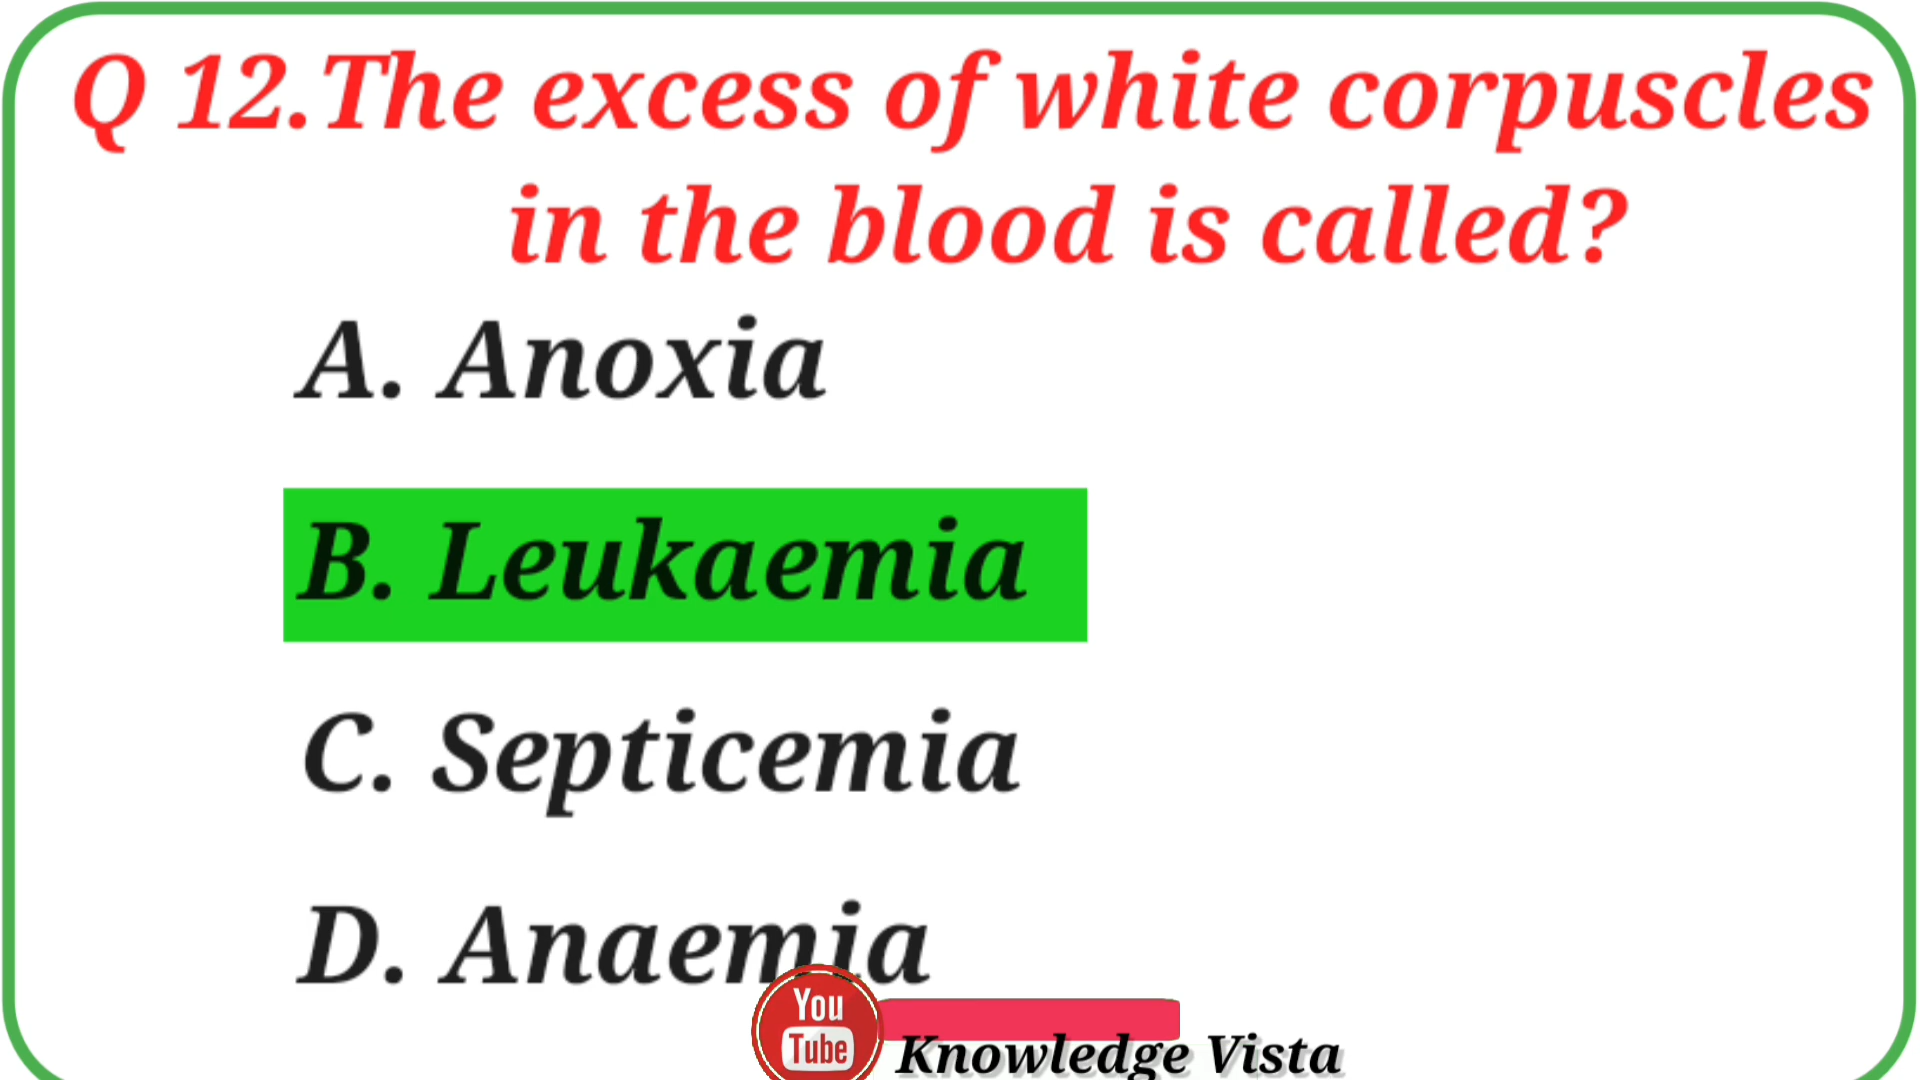 Q 12.The excess of white corpuscles
in the blood is called?
A. Anoxia
B. Leukaemia
C. Septicemia
D. Anaemia
You
Tube
Knowledge Vista